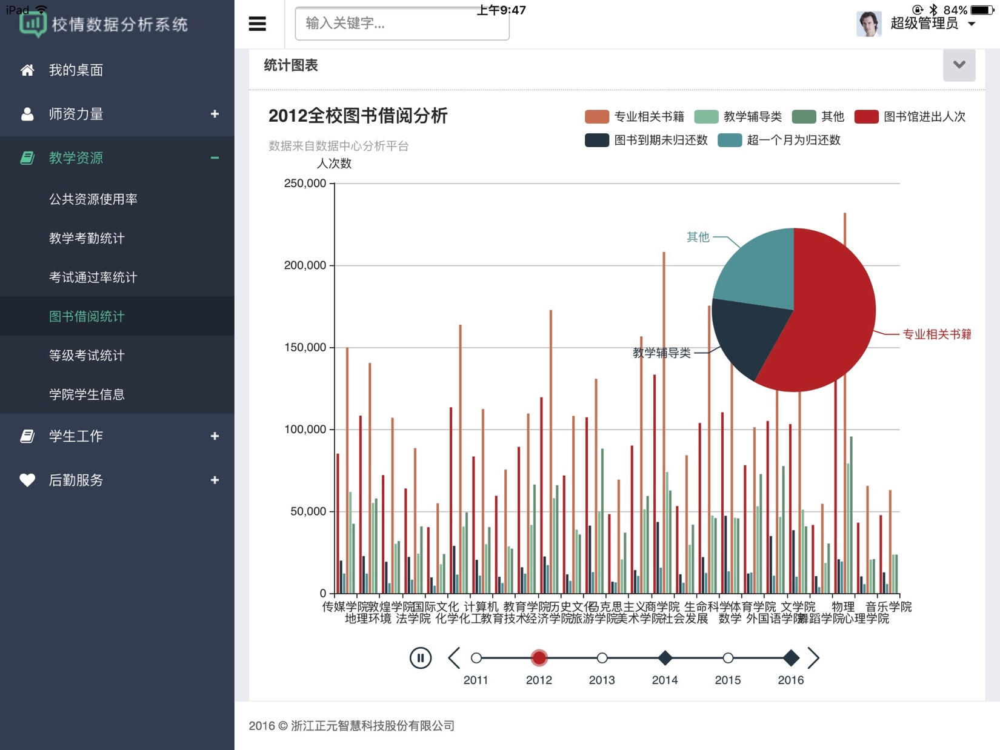 iPad
上午9:47
84%
校情数据分析系统
输入关键字...
超级管理员
我的桌面
师资力量
教学资源
公共资源使用率
教学考勤统计
考试通过率统计
图书借阅统计
等级考试统计
学院学生信息
学生工作
后勤服务
统计图表
2012全校图书借阅分析
数据来自数据中心分析平台
专业相关书籍 教学辅导类 其他 图书馆进出人次
图书到期未归还数 超一个月为归还数
人次数
250,000
200,000
150,000
100,000
50,000
0
其他
教学辅导类
专业相关书籍
传媒学院 敦煌学院 国际文化 计算机 教育学院 历史文化 马克思主义 商学院 生命科学 体育学院 文学院 物理 音乐学院
地理环境 法学院 化学化工 教育技术 经济学院 旅游学院 美术学院 社会发展 数学 外国语学院 舞蹈学院 心理学院
2011 2012 2013 2014 2015 2016
2016 © 浙江正元智慧科技股份有限公司